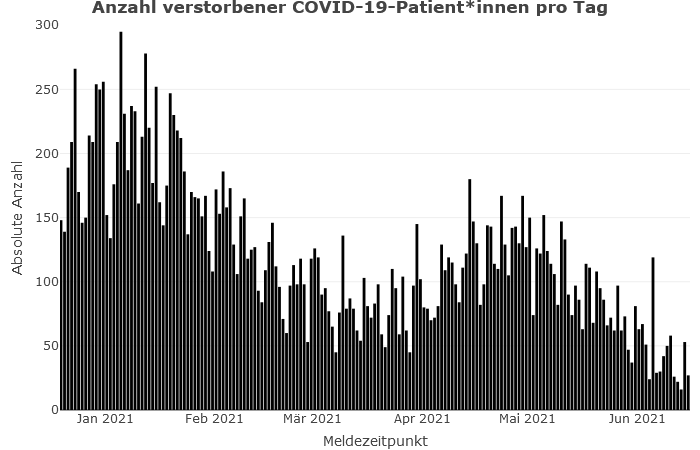 Anzahl verstorbener COVID-19-Patient*innen pro Tag
300
250
200
150
100
50
0
Absolute Anzahl
Jan 2021 Feb 2021 Mär 2021 Apr 2021 Mai 2021 Jun 2021
Meldezeitpunkt